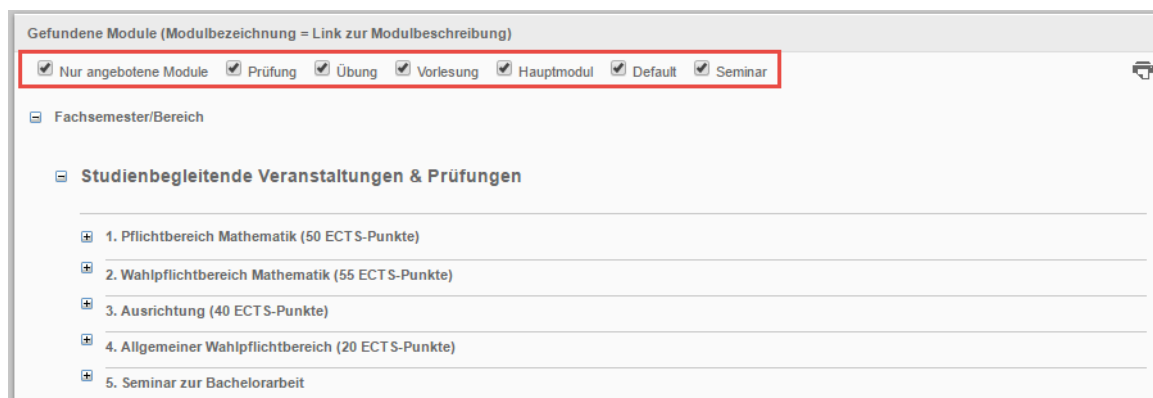 Gefundene Module (Modulbezeichnung = Link zur Modulbeschreibung)
Nur angebotene Module Prüfung Übung Vorlesung Hauptmodul Default Seminar
Fachsemester/Bereich
Studienbegleitende Veranstaltungen & Prüfungen
1. Pflichtbereich Mathematik (50 ECTS-Punkte)
2. Wahlpflichtbereich Mathematik (55 ECTS-Punkte)
3. Ausrichtung (40 ECTS-Punkte)
4. Allgemeiner Wahlpflichtbereich (20 ECTS-Punkte)
5. Seminar zur Bachelorarbeit